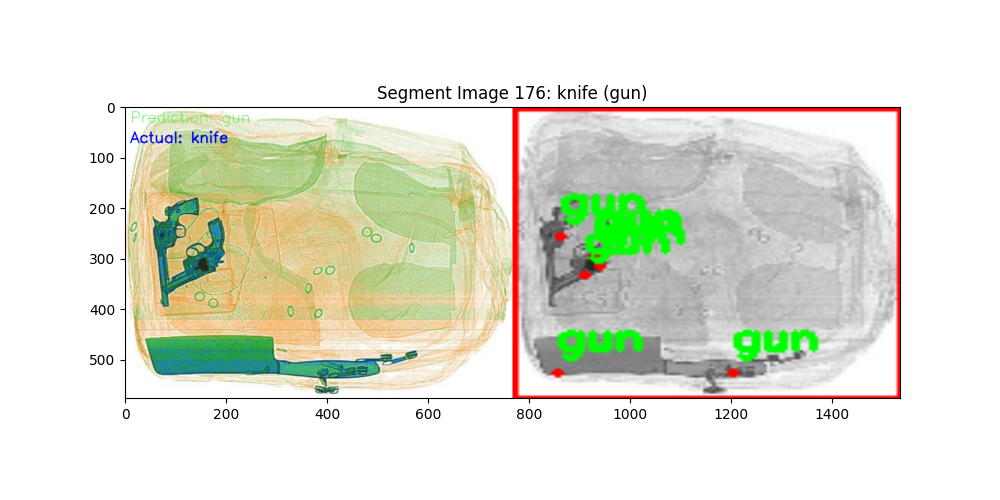 Segment Image 176: knife (gun)
Prediction: gun
Actual: knife
gun
gun
gun
gun
gun
0
100
200
300
400
500
0 200 400 600 800 1000 1200 1400